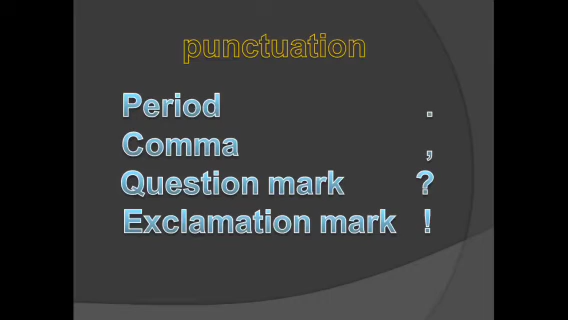 punctuation
Period .
Comma ,
Question mark ?
Exclamation mark !